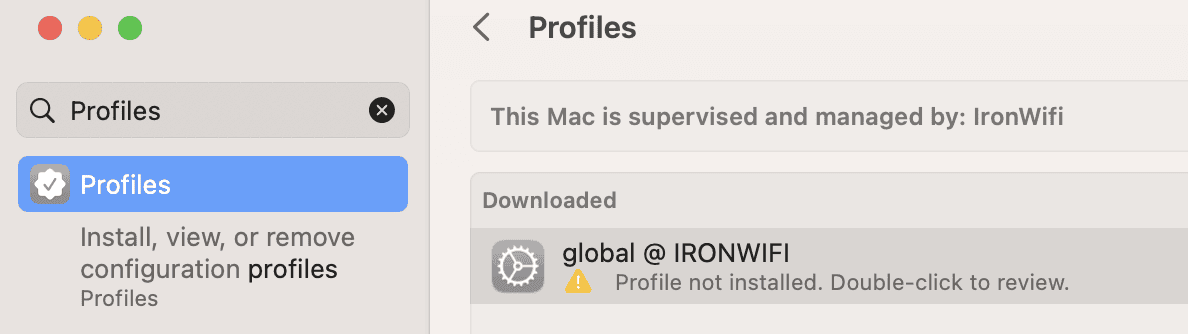 Profiles
Profiles
Install, view, or remove
configuration profiles
Profiles
Profiles
This Mac is supervised and managed by: IronWifi
Downloaded
global @ IRONWIFI
Profile not installed. Double-click to review.